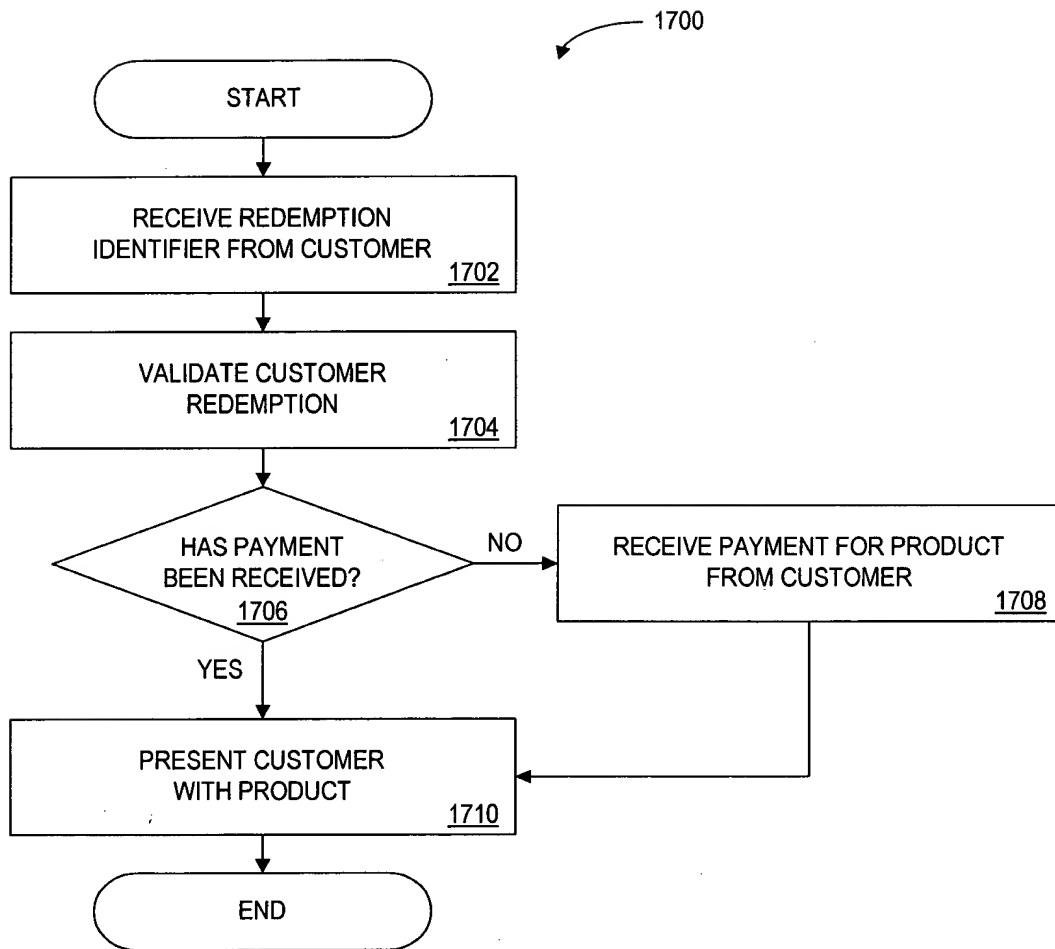 1700
START
RECEIVE REDEMPTION
IDENTIFIER FROM CUSTOMER
1702
VALIDATE CUSTOMER
REDEMPTION
1704
HAS PAYMENT
BEEN RECEIVED?
1706
NO
RECEIVE PAYMENT FOR PRODUCT
FROM CUSTOMER
1708
YES
PRESENT CUSTOMER
WITH PRODUCT
1710
END